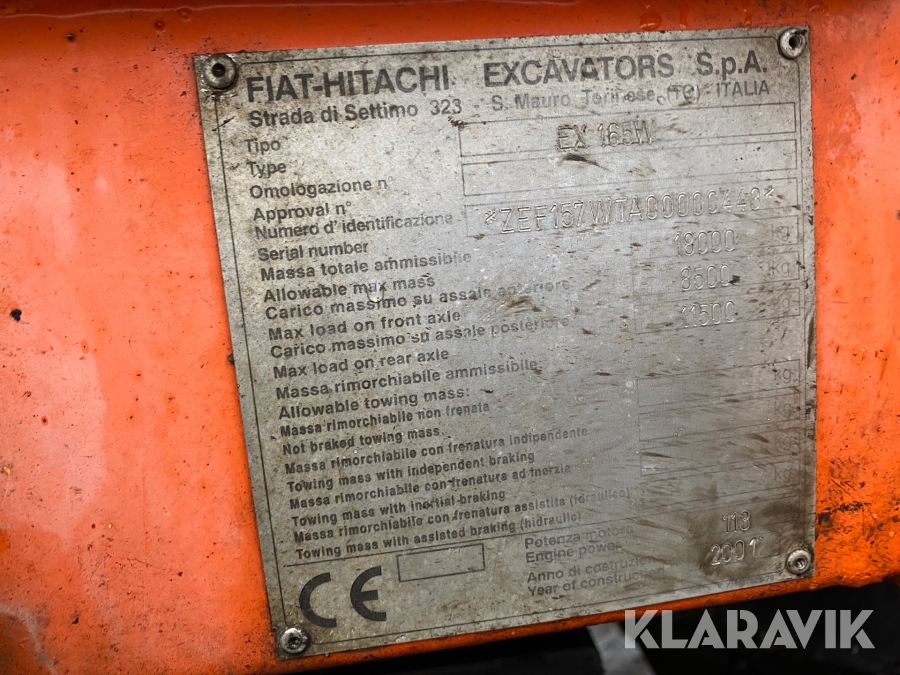 FIAT-HITACHI EXCAVATORS S.p.A.
Strada di Settimo 323 - S. Mauro Torinese (TO) - ITALIA
Tipo
Type
EX 165W
Omologazione n°
Approval n°
Numero d' identificazione
Serial number
Massa totale ammissibile
Allowable max mass
19000 kg
Carico massimo su assale anteriore
Max load on front axle
9500 kg
Carico massimo su assale posteriore
Max load on rear axle
11500
Massa rimorchiabile ammissibile
Allowable towing mass:
Massa rimorchiabile non frenata
Not braked towing mass
kg
Massa rimorchiabile con frenatura indipendente
Towing mass with independent braking
kg
Massa rimorchiabile con frenatura ad inerzia
Towing mass with inertial braking
kg
Massa rimorchiabile con frenatura assistita (idraulico)
Towing mass with assisted braking (hidraulic)
kg
Potenza motore
Engine power
113
Anno di costruzione
Year of construction
2001
CE
KLARAVIK